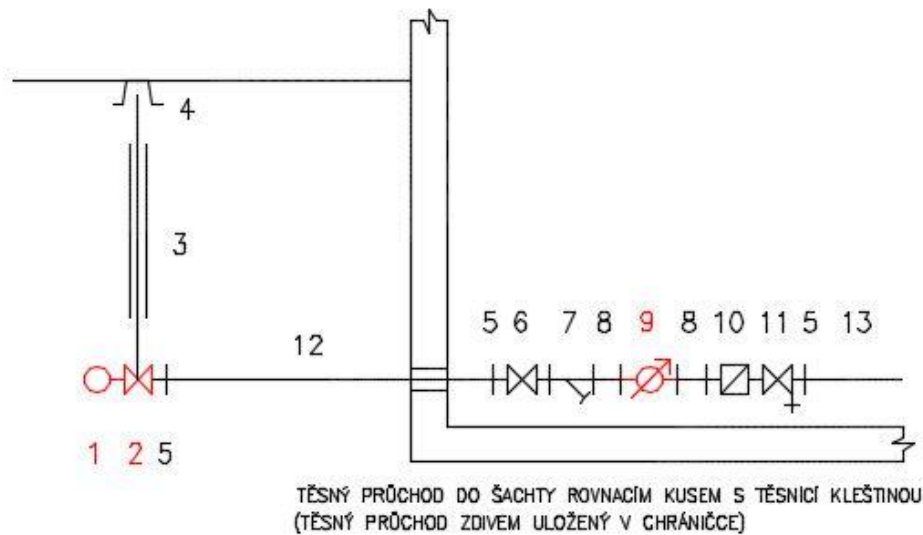 4
3
12
5 6 7 8 9 8 10 11 5 13
1 2 5
TĚSNÝ PRŮCHOD DO ŠACHTY ROVNACÍM KUSEM S TĚSNÍCÍ KLEŠTINOU
(TĚSNÝ PRŮCHOD ZDIVEM ULOŽENÝ V CHRÁNIČCE)